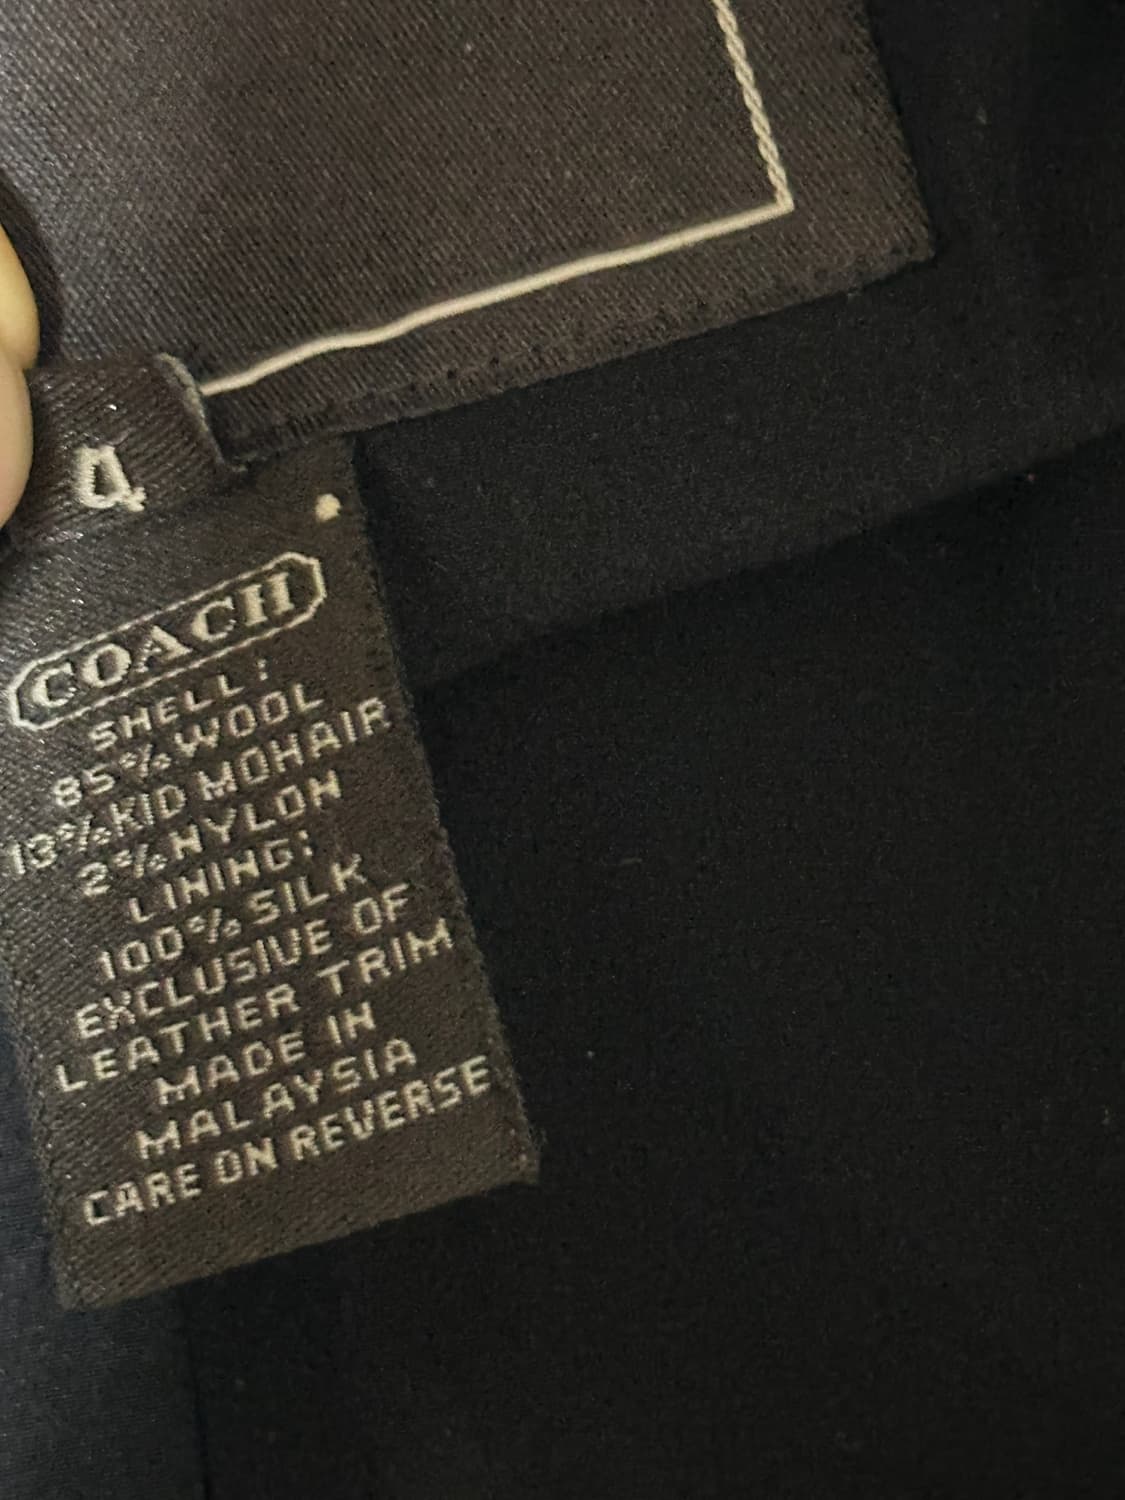 4
COACH
SHELL:
85% WOOL
13% KID MOHAIR
2% NYLON
LINING:
100% SILK
EXCLUSIVE OF
LEATHER TRIM
MADE IN
MALAYSIA
CARE ON REVERSE